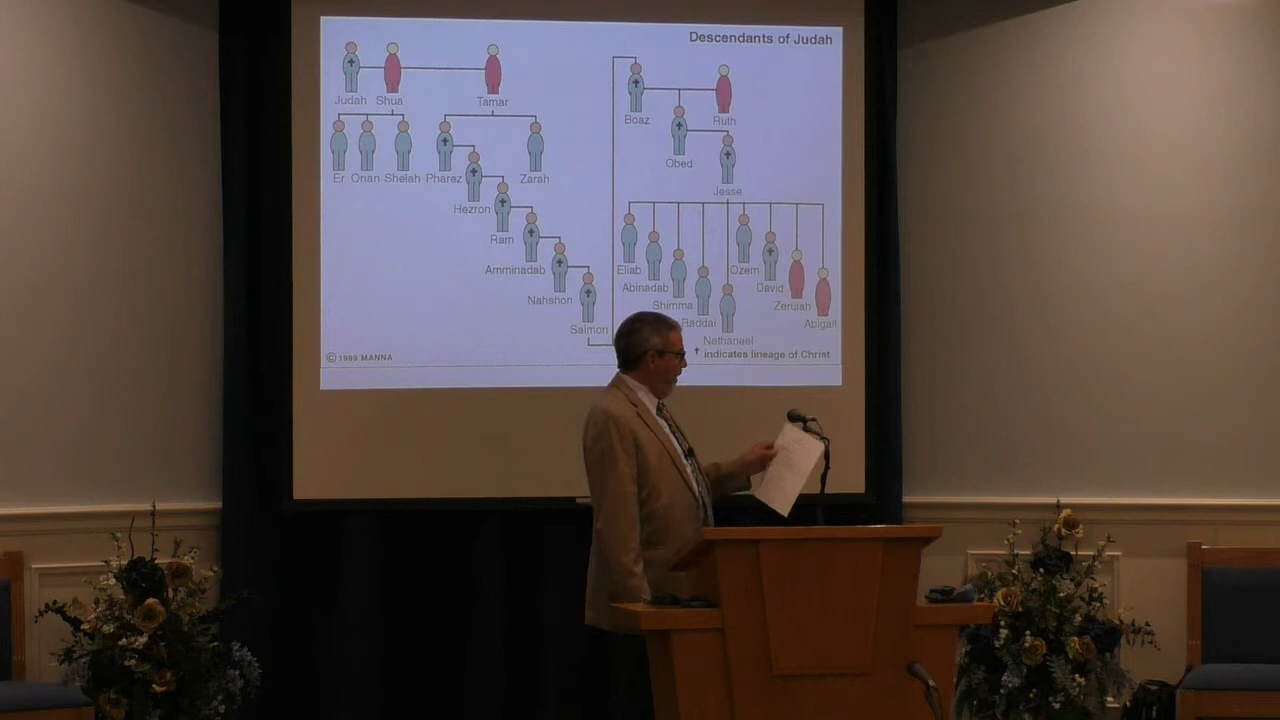 Descendants of Judah
Judah Shua Tamar
Er Onan Shelah Pharez Zarah
Hezron
Ram
Amminadab
Nahshon
Salmon
Boaz Ruth
Obed
Jesse
Eliab Ozem
Abinadab David
Shimma Zeruiah
Raddai Abigail
Nethaneel
† indicates lineage of Christ
© 1989 MANNA